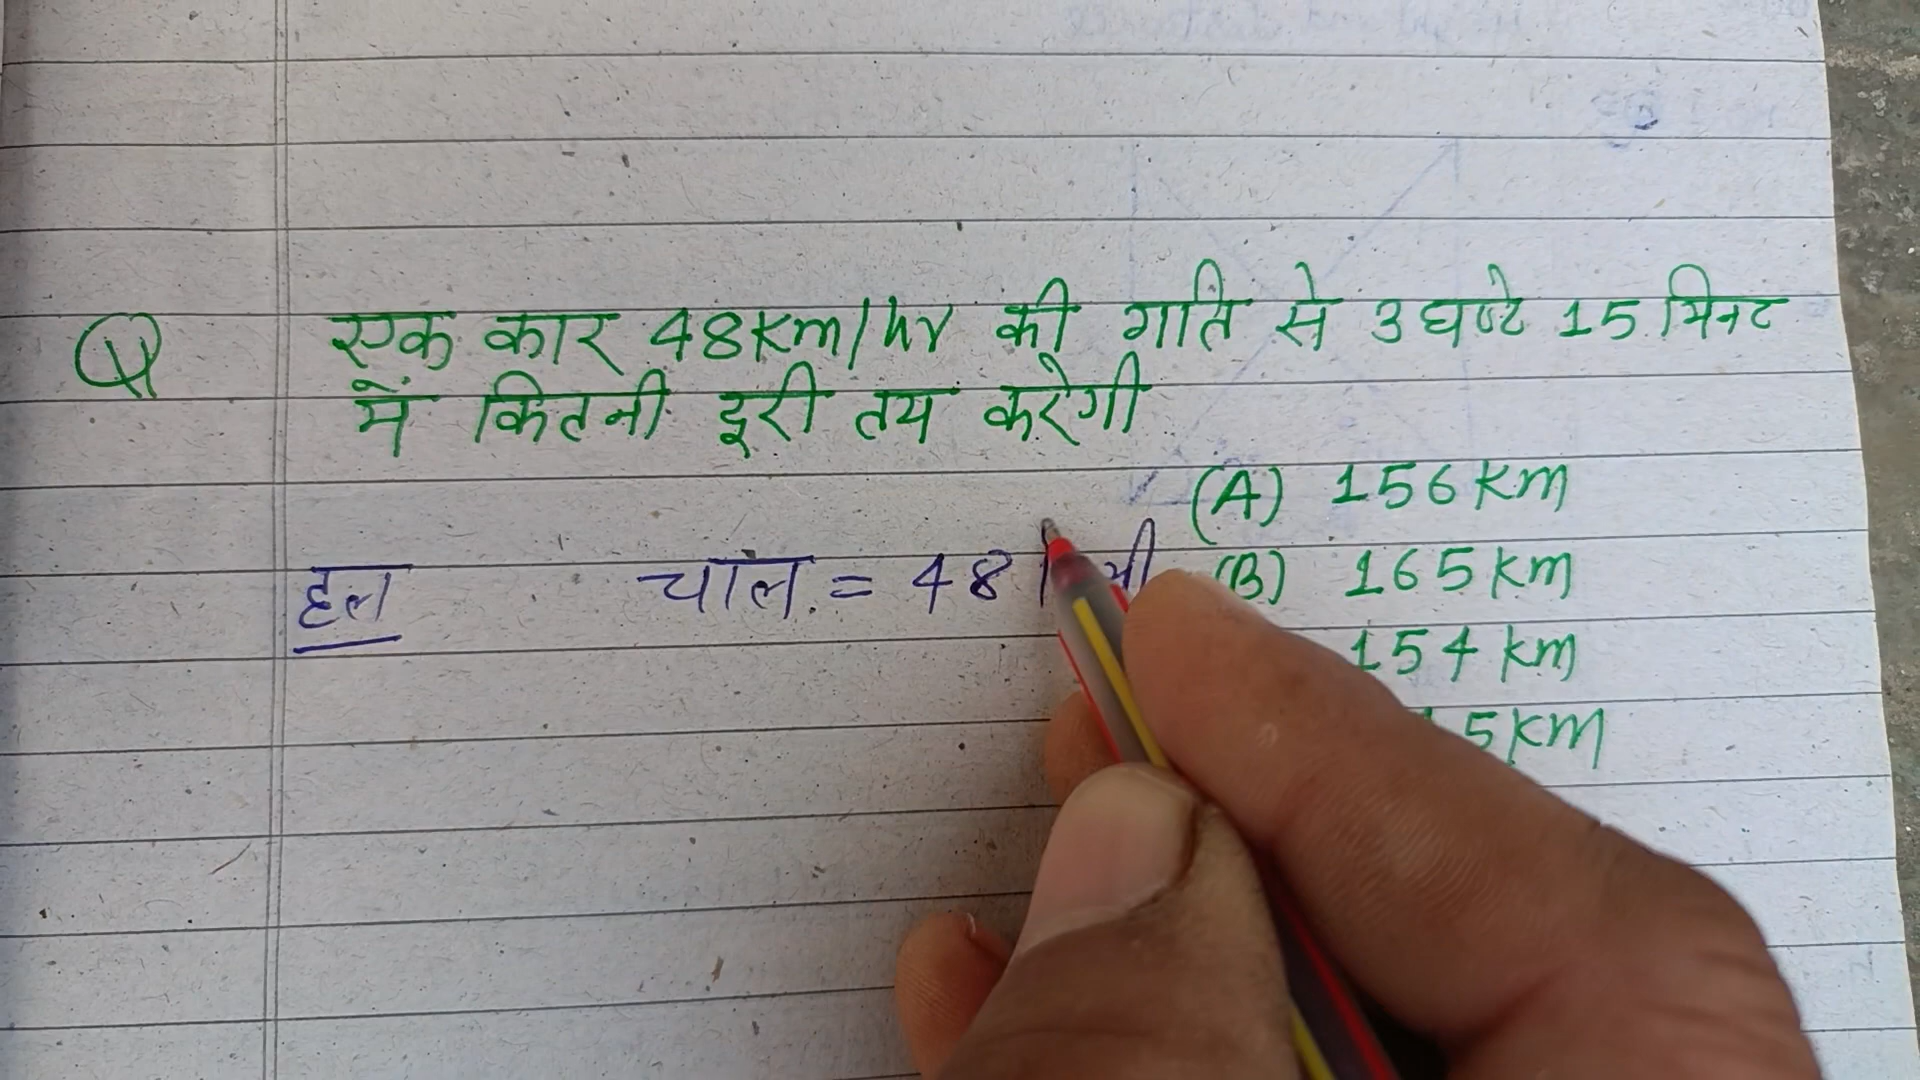 Q एक कार 48Km/hr की गति से 3 घण्टे 15 मिनट
में कितनी दूरी तय करेगी
(A) 156 Km
हल चाल = 48
(B) 165 Km
154 Km
5 Km